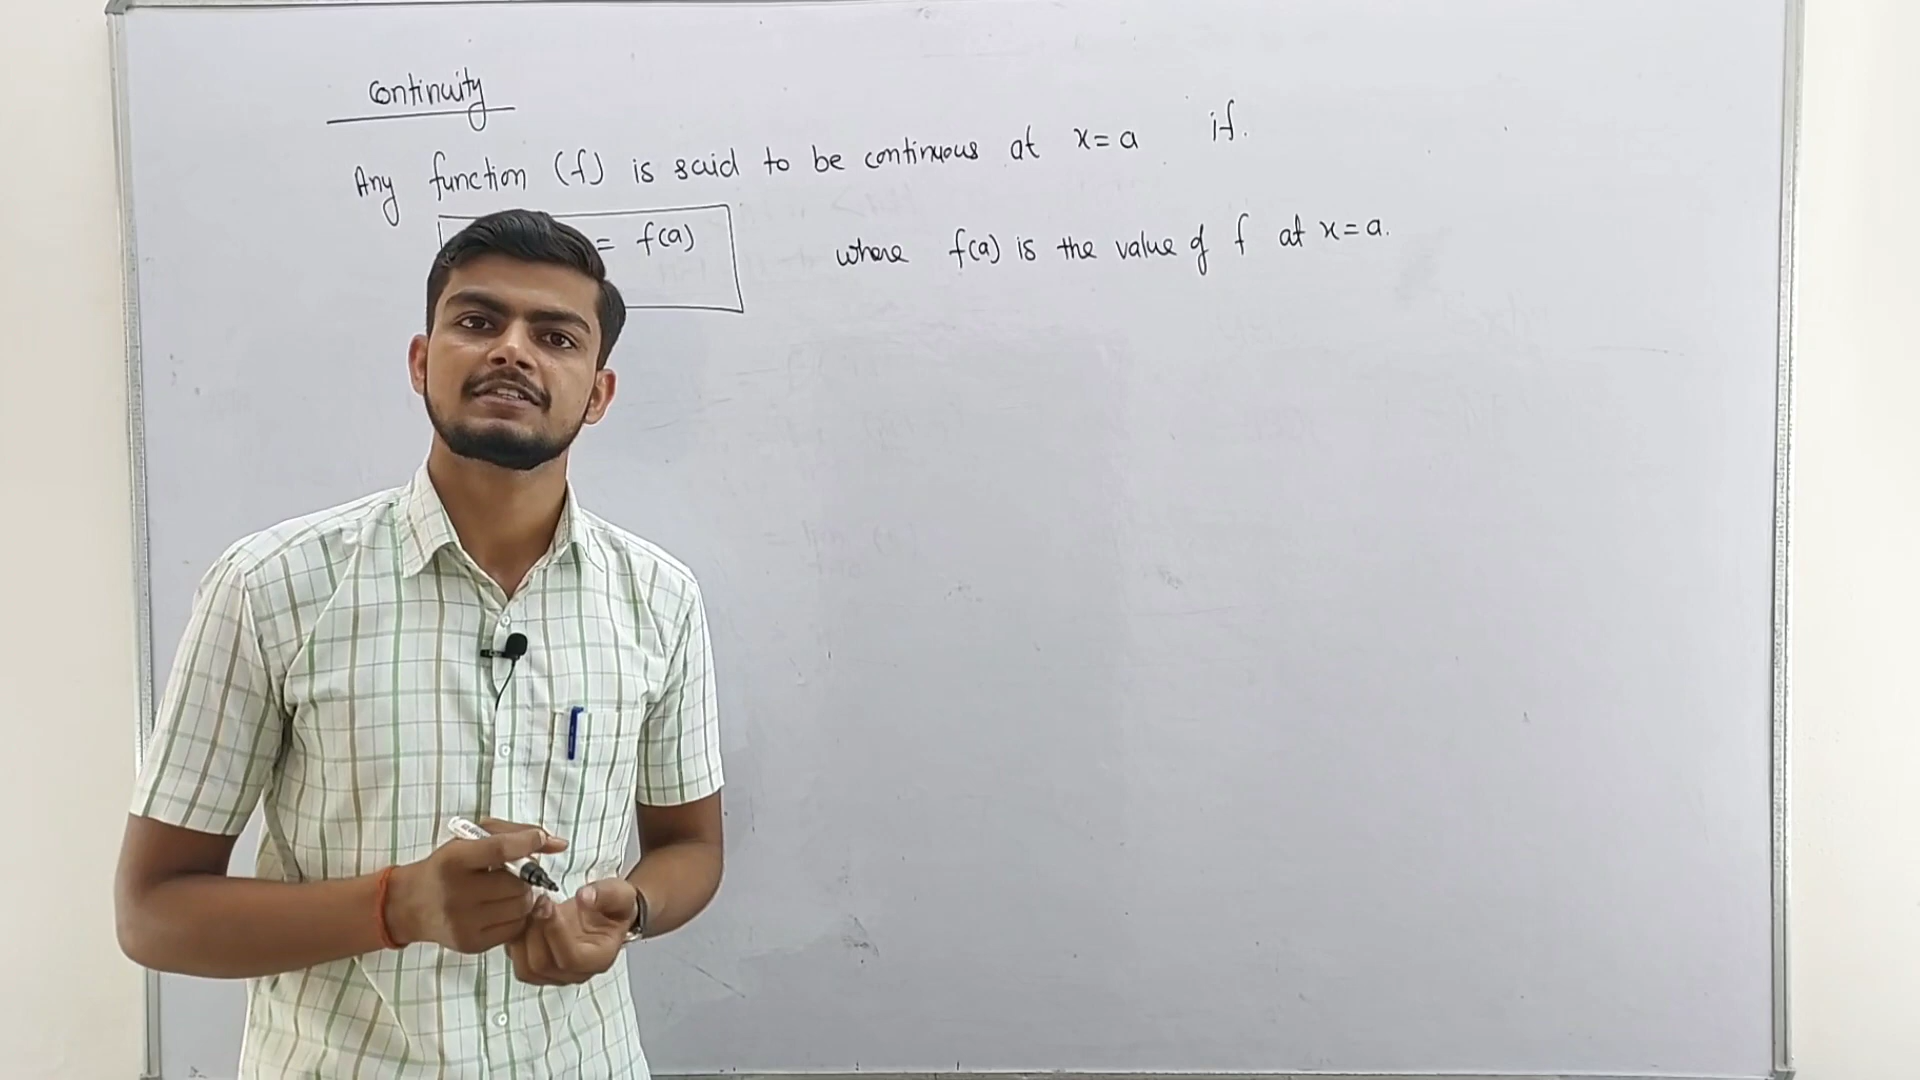 Continuity
Any function (f) is said to be continuous at x=a if.
= f(a) where f(a) is the value of f at x=a.